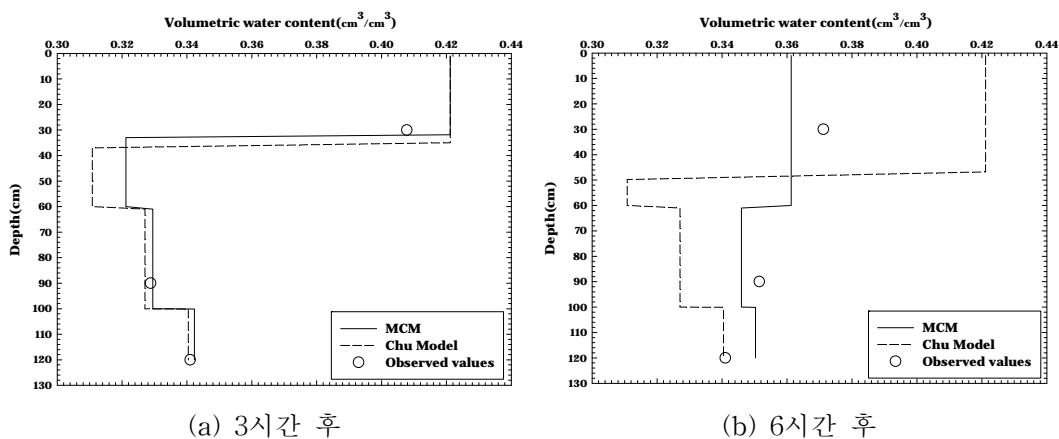 Volumetric water content(cm³/cm³)
0.30 0.32 0.34 0.36 0.38 0.40 0.42 0.44
Depth(cm)
0
10
20
30
40
50
60
70
80
90
100
110
120
130
MCM
Chu Model
Observed values
(a) 3시간 후
Volumetric water content(cm³/cm³)
0.30 0.32 0.34 0.36 0.38 0.40 0.42 0.44
Depth(cm)
0
10
20
30
40
50
60
70
80
90
100
110
120
130
MCM
Chu Model
Observed values
(b) 6시간 후